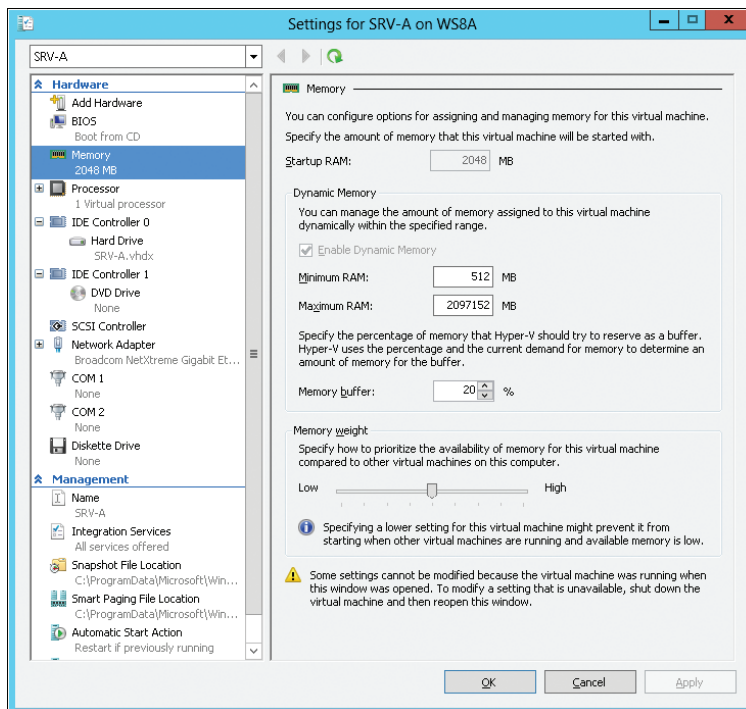 Settings for SRV-A on WS8A
SRV-A
Hardware
Add Hardware
BIOS
Boot from CD
Memory
2048 MB
Processor
1 Virtual processor
IDE Controller 0
Hard Drive
SRV-A.vhdx
IDE Controller 1
DVD Drive
None
SCSI Controller
Network Adapter
Broadcom NetXtreme Gigabit Et...
COM 1
None
COM 2
None
Diskette Drive
None
Management
Name
SRV-A
Integration Services
All services offered
Snapshot File Location
C:\ProgramData\Microsoft\Win...
Smart Paging File Location
C:\ProgramData\Microsoft\Win...
Automatic Start Action
Restart if previously running
Memory
You can configure options for assigning and managing memory for this virtual machine.
Specify the amount of memory that this virtual machine will be started with.
Startup RAM: 2048 MB
Dynamic Memory
You can manage the amount of memory assigned to this virtual machine
dynamically within the specified range.
Enable Dynamic Memory
Minimum RAM: 512 MB
Maximum RAM: 2097152 MB
Specify the percentage of memory that Hyper-V should try to reserve as a buffer.
Hyper-V uses the percentage and the current demand for memory to determine an
amount of memory for the buffer.
Memory buffer: 20 %
Memory weight
Specify how to prioritize the availability of memory for this virtual machine
compared to other virtual machines on this computer.
Low High
Specifying a lower setting for this virtual machine might prevent it from
starting when other virtual machines are running and available memory is low.
Some settings cannot be modified because the virtual machine was running when
this window was opened. To modify a setting that is unavailable, shut down the
virtual machine and then reopen this window.
OK Cancel Apply